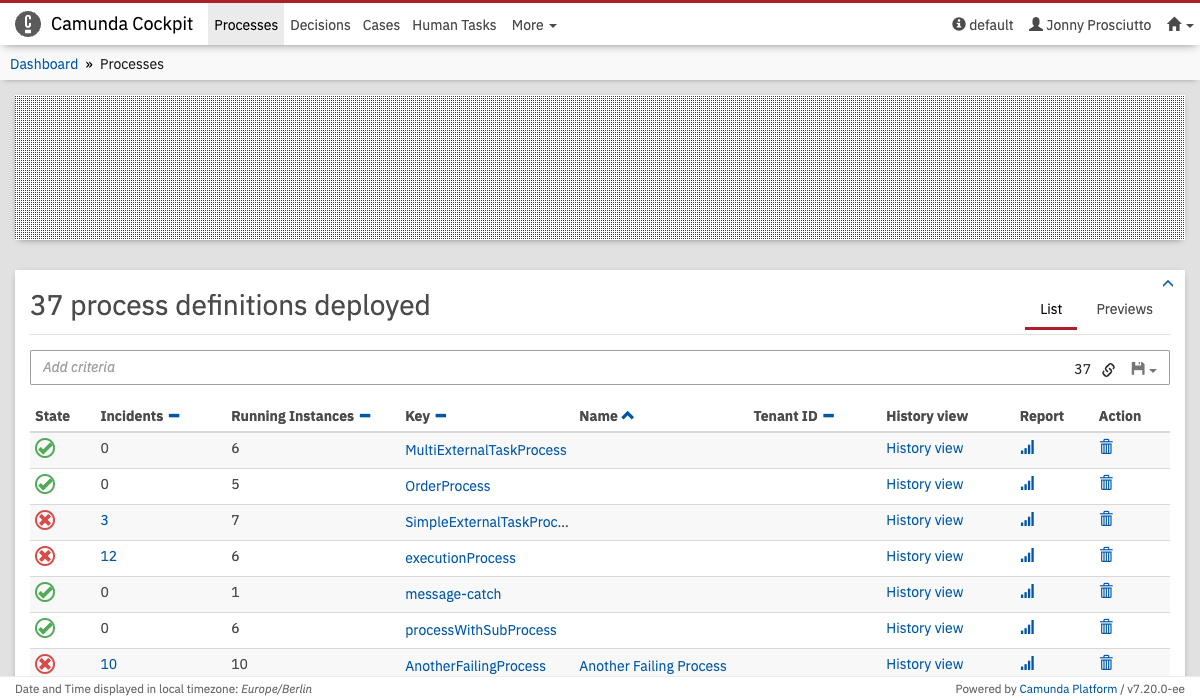 Camunda Cockpit Processes Decisions Cases Human Tasks More default Jonny Prosciutto
Dashboard » Processes
37 process definitions deployed
List Previews
Add criteria 37
State Incidents Running Instances Key Name Tenant ID History view Report Action
0 6 MultiExternalTaskProcess History view
0 5 OrderProcess History view
3 7 SimpleExternalTaskProc... History view
12 6 executionProcess History view
0 1 message-catch History view
0 6 processWithSubProcess History view
10 10 AnotherFailingProcess Another Failing Process History view
Date and Time displayed in local timezone: Europe/Berlin Powered by Camunda Platform / v7.20.0-ee